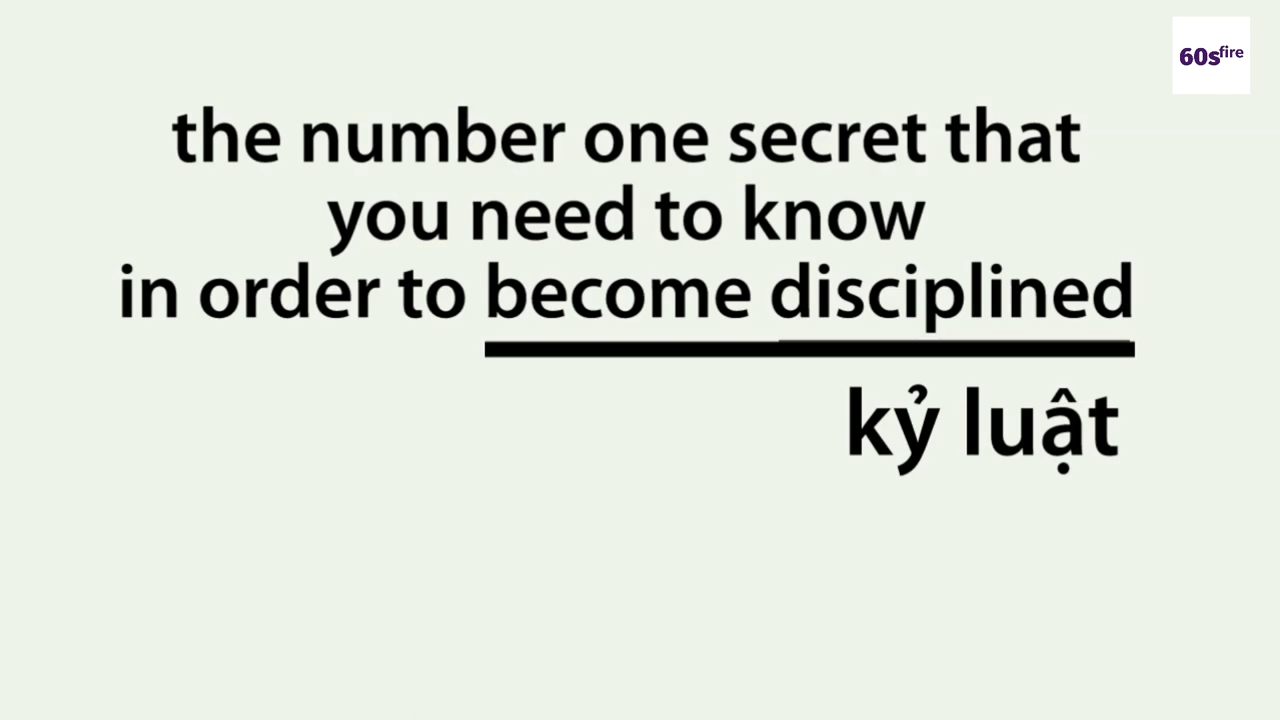 60sfire
the number one secret that
you need to know
in order to become disciplined
kỷ luật